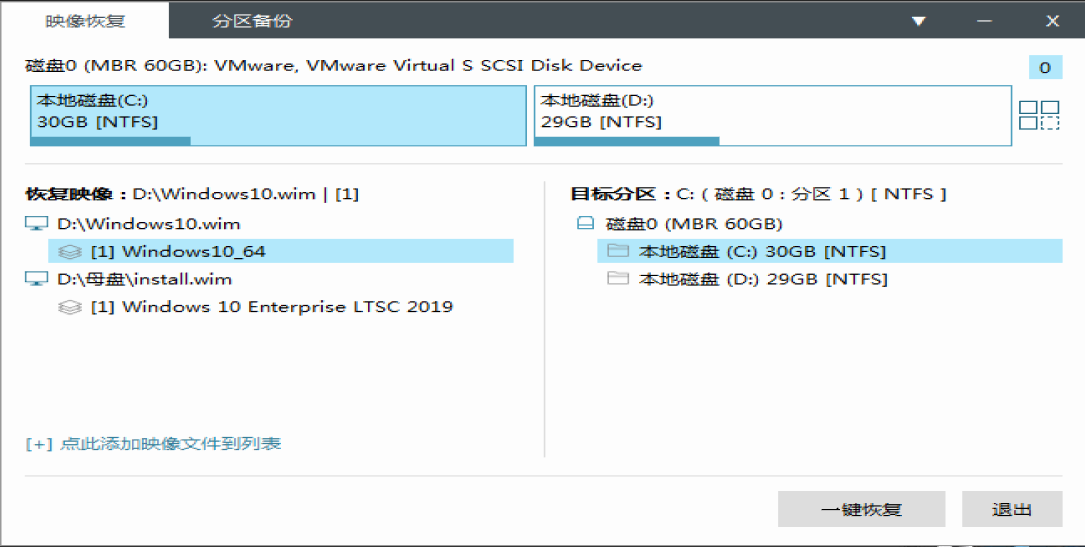 映像恢复 分区备份
磁盘0 (MBR 60GB): VMware, VMware Virtual S SCSI Disk Device 0
本地磁盘(C:) 本地磁盘(D:)
30GB [NTFS] 29GB [NTFS]
恢复映像：D:\Windows10.wim | [1]
D:\Windows10.wim
[1] Windows10_64
D:\母盘\install.wim
[1] Windows 10 Enterprise LTSC 2019
[+] 点此添加映像文件到列表
目标分区：C: ( 磁盘 0 : 分区 1 ) [ NTFS ]
磁盘0 (MBR 60GB)
本地磁盘 (C:) 30GB [NTFS]
本地磁盘 (D:) 29GB [NTFS]
一键恢复 退出